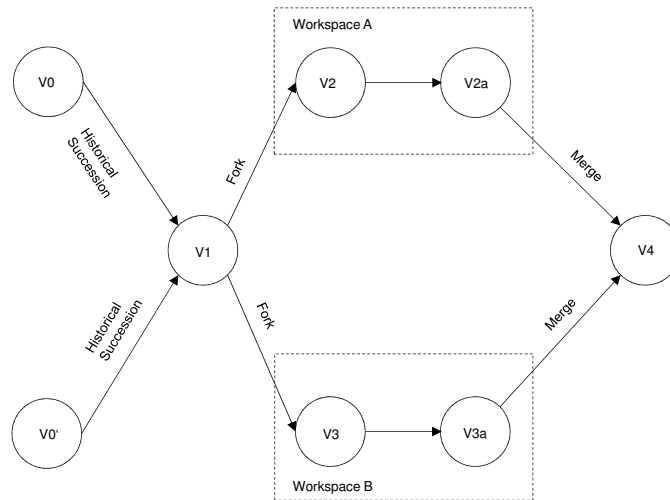 Workspace A
V0
V2
V2a
Historical
Succession
Fork
Merge
V1
V4
Historical
Succession
Fork
Merge
V0'
V3
V3a
Workspace B